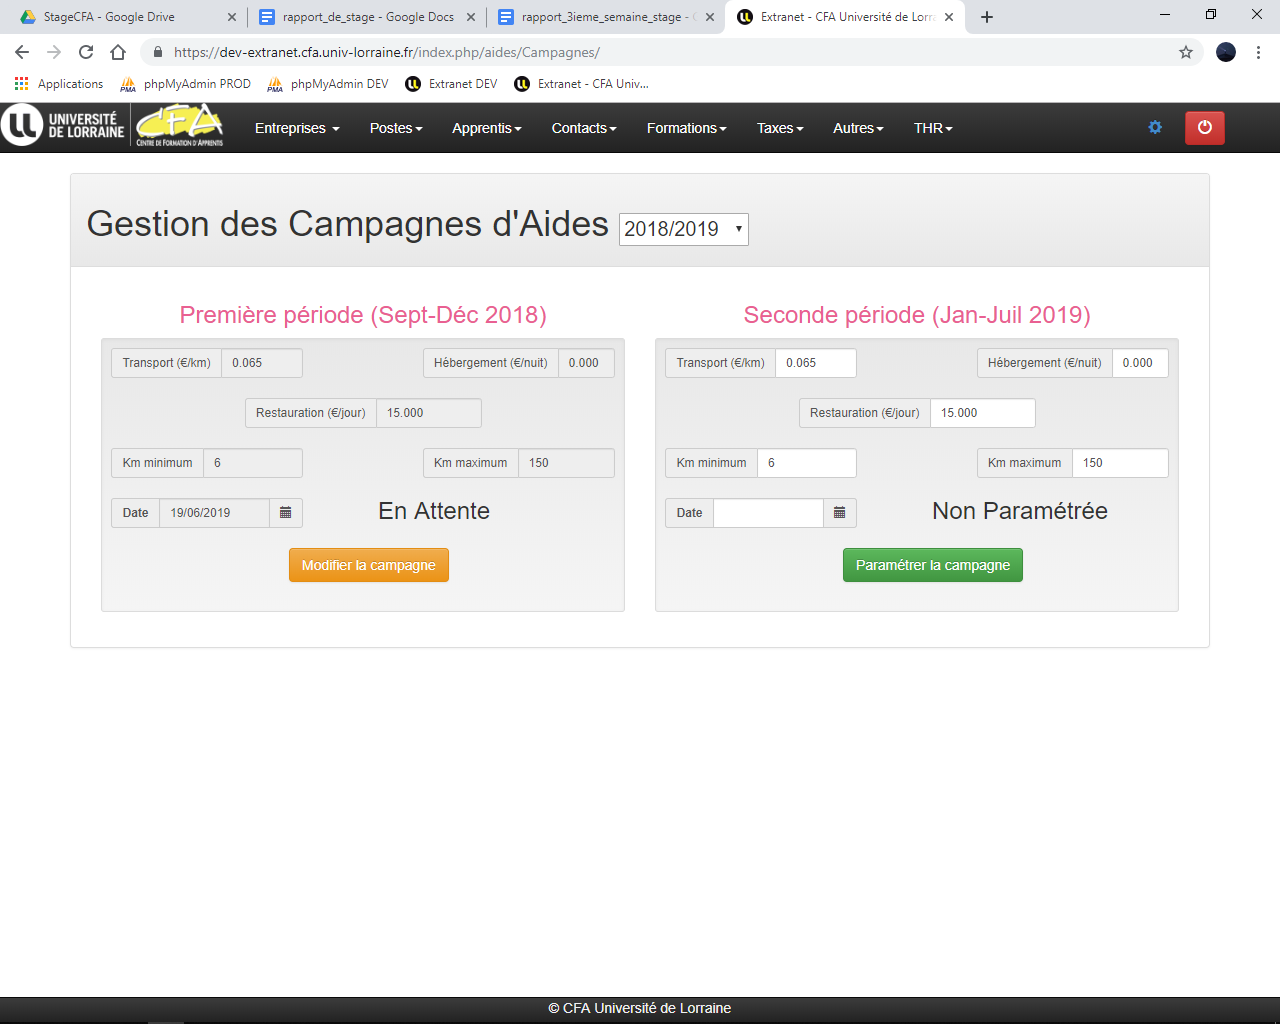 StageCFA - Google Drive
rapport_de_stage - Google Docs
rapport_3ieme_semaine_stage -
Extranet - CFA Université de Lorr
https://dev-extranet.cfa.univ-lorraine.fr/index.php/aides/Campagnes/
Applications
PMA
phpMyAdmin PROD
PMA
phpMyAdmin DEV
Extranet DEV
Extranet - CFA Univ...
UNIVERSITÉ
DE LORRAINE
CFA
CENTRE DE FORMATION D'APPRENTIS
Entreprises
Postes
Apprentis
Contacts
Formations
Taxes
Autres
THR
Gestion des Campagnes d'Aides 2018/2019
Première période (Sept-Déc 2018)
Transport (€/km) 0.065
Hébergement (€/nuit) 0.000
Restauration (€/jour) 15.000
Km minimum 6
Km maximum 150
Date 19/06/2019
En Attente
Modifier la campagne
Seconde période (Jan-Juil 2019)
Transport (€/km) 0.065
Hébergement (€/nuit) 0.000
Restauration (€/jour) 15.000
Km minimum 6
Km maximum 150
Date
Non Paramétrée
Paramétrer la campagne
© CFA Université de Lorraine